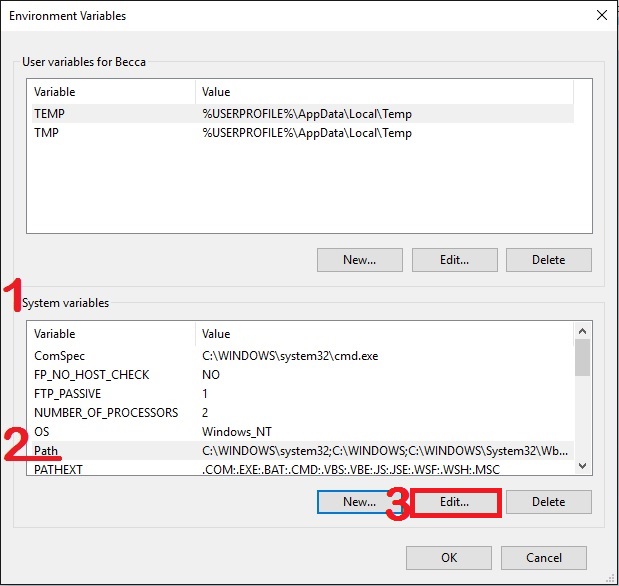 Environment Variables
User variables for Becca
Variable Value
TEMP %USERPROFILE%\AppData\Local\Temp
TMP %USERPROFILE%\AppData\Local\Temp
New... Edit... Delete
1
System variables
Variable Value
ComSpec C:\WINDOWS\system32\cmd.exe
FP_NO_HOST_CHECK NO
FTP_PASSIVE 1
NUMBER_OF_PROCESSORS 2
OS Windows_NT
2 Path C:\WINDOWS\system32;C:\WINDOWS;C:\WINDOWS\System32\Wb...
PATHEXT .COM;.EXE;.BAT;.CMD;.VBS;.VBE;.JS;.JSE;.WSF;.WSH;.MSC
New... 3 Edit... Delete
OK Cancel